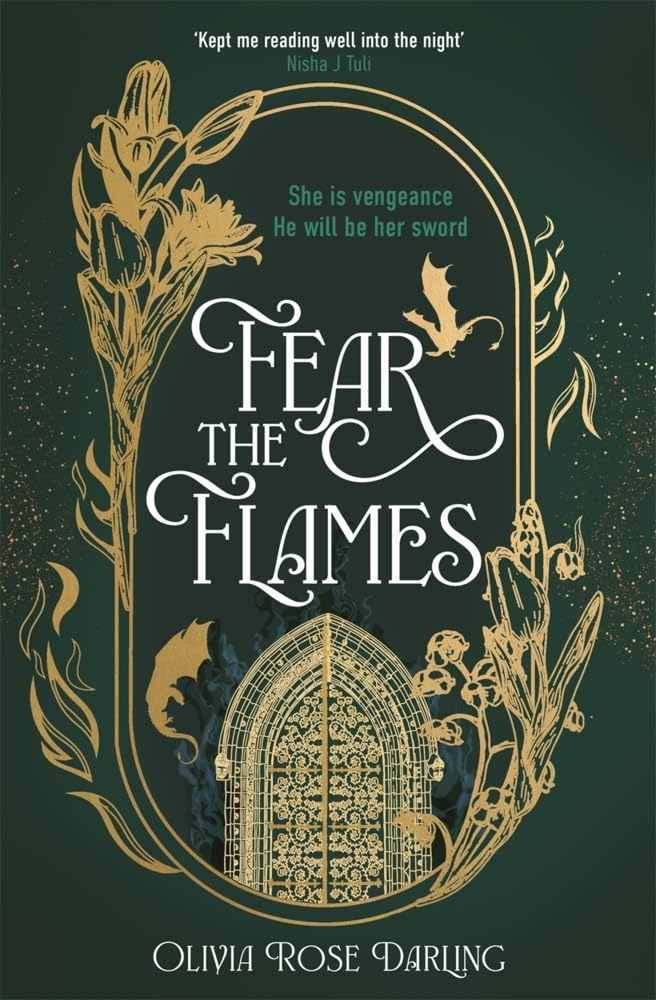 ‘Kept me reading well into the night’
Nisha J Tuli
She is vengeance
He will be her sword
FEAR
THE
FLAMES
OLIVIA ROSE DARLING